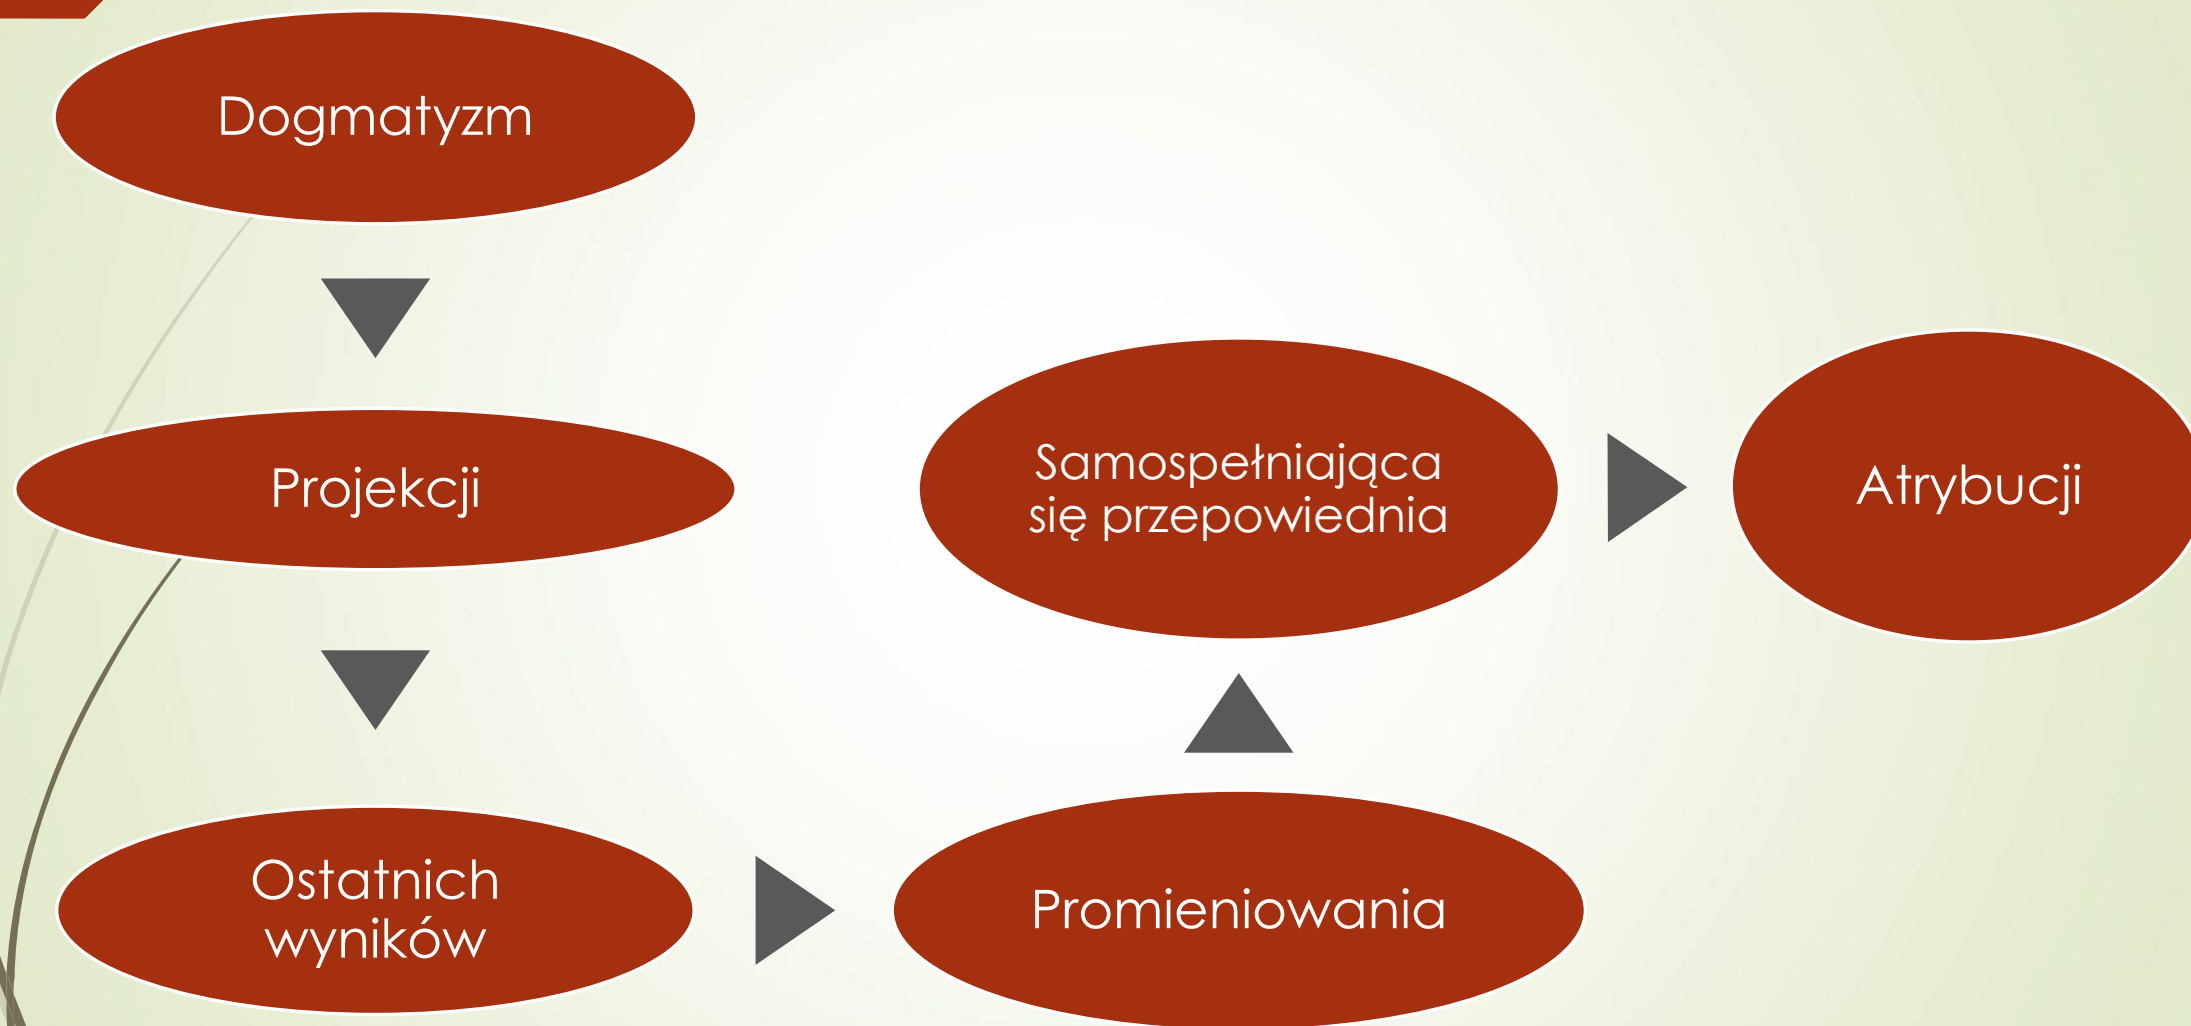 Dogmatyzm
Projekcji
Ostatnich
wyników
Promieniowania
Samospełniająca
się przepowiednia
Atrybucji